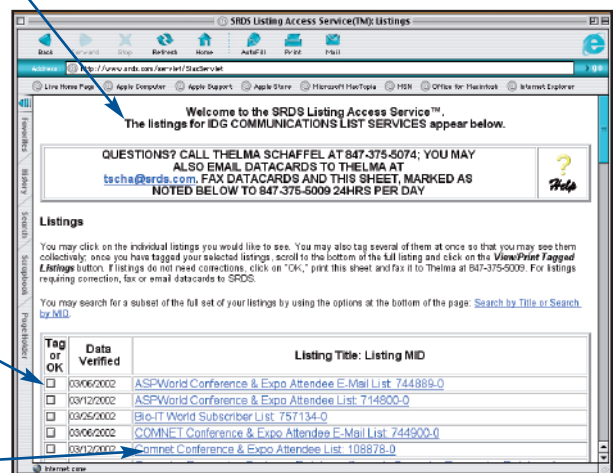 SRDS Listing Access Service(TM): Listings
Back Forward Stop Refresh Home AutoFill Print Mail
Address http://www.srds.com/servlet/SlasServlet go
Live Home Page Apple Computer Apple Support Apple Store Microsoft MacTopia MSN Office for Macintosh Internet Explorer
Favorites
History
Search
Scrapbook
Page Holder
Welcome to the SRDS Listing Access Service™.
The listings for IDG COMMUNICATIONS LIST SERVICES appear below.
QUESTIONS? CALL THELMA SCHAFFEL AT 847-375-5074; YOU MAY
ALSO EMAIL DATACARDS TO THELMA AT
tscha@srds.com. FAX DATACARDS AND THIS SHEET, MARKED AS
NOTED BELOW TO 847-375-5009 24HRS PER DAY
?
Help
Listings
You may click on the individual listings you would like to see. You may also tag several of them at once so that you may see them
collectively; once you have tagged your selected listings, scroll to the bottom of the full listing and click on the View/Print Tagged
Listings button. If listings do not need corrections, click on "OK," print this sheet and fax it to Thelma at 847-375-5009. For listings
requiring correction, fax or email datacards to SRDS.
You may search for a subset of the full set of your listings by using the options at the bottom of the page: Search by Title or Search
by MID.
Tag or OK Data Verified Listing Title: Listing MID
03/06/2002 ASPWorld Conference & Expo Attendee E-Mail List: 744889-0
03/12/2002 ASPWorld Conference & Expo Attendee List: 714800-0
03/25/2002 Bio-IT World Subscriber List: 757134-0
03/06/2002 COMNET Conference & Expo Attendee E-Mail List: 744900-0
03/12/2002 Comnet Conference & Expo Attendee List: 108878-0
Internet zone